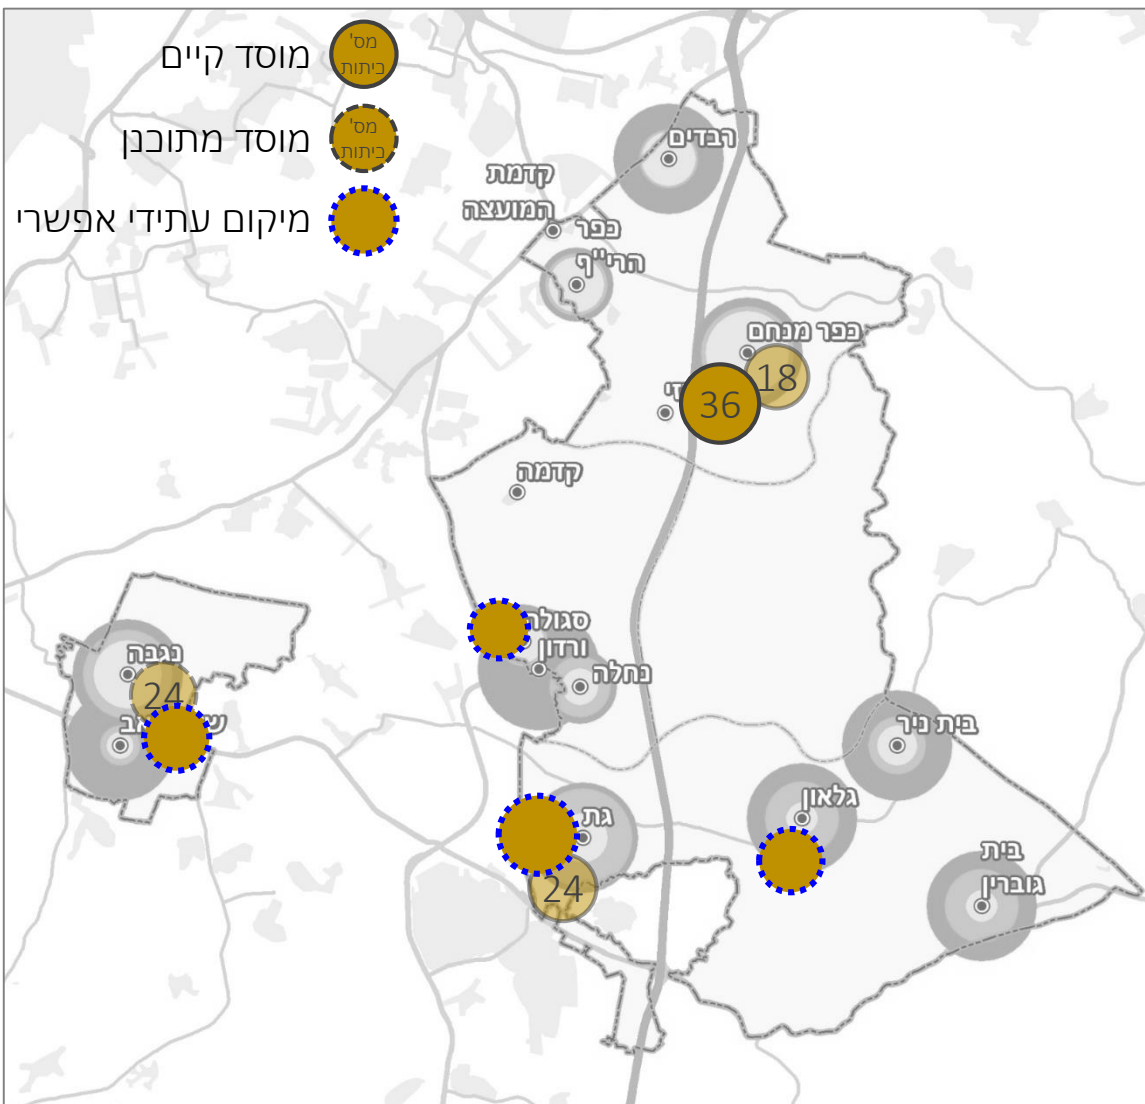 מס'
כיתות
מוסד קיים
מס'
כיתות
מוסד מתוכנן
מיקום עתידי אפשרי
רבדים
קדמת
המועצה
כפר
הרי"ף
כפר מנחם
18
36
קדמה
סגולה
ורדון
נחלה
נגבה
24
בית ניר
גלאון
גת
24
בית
גוברין